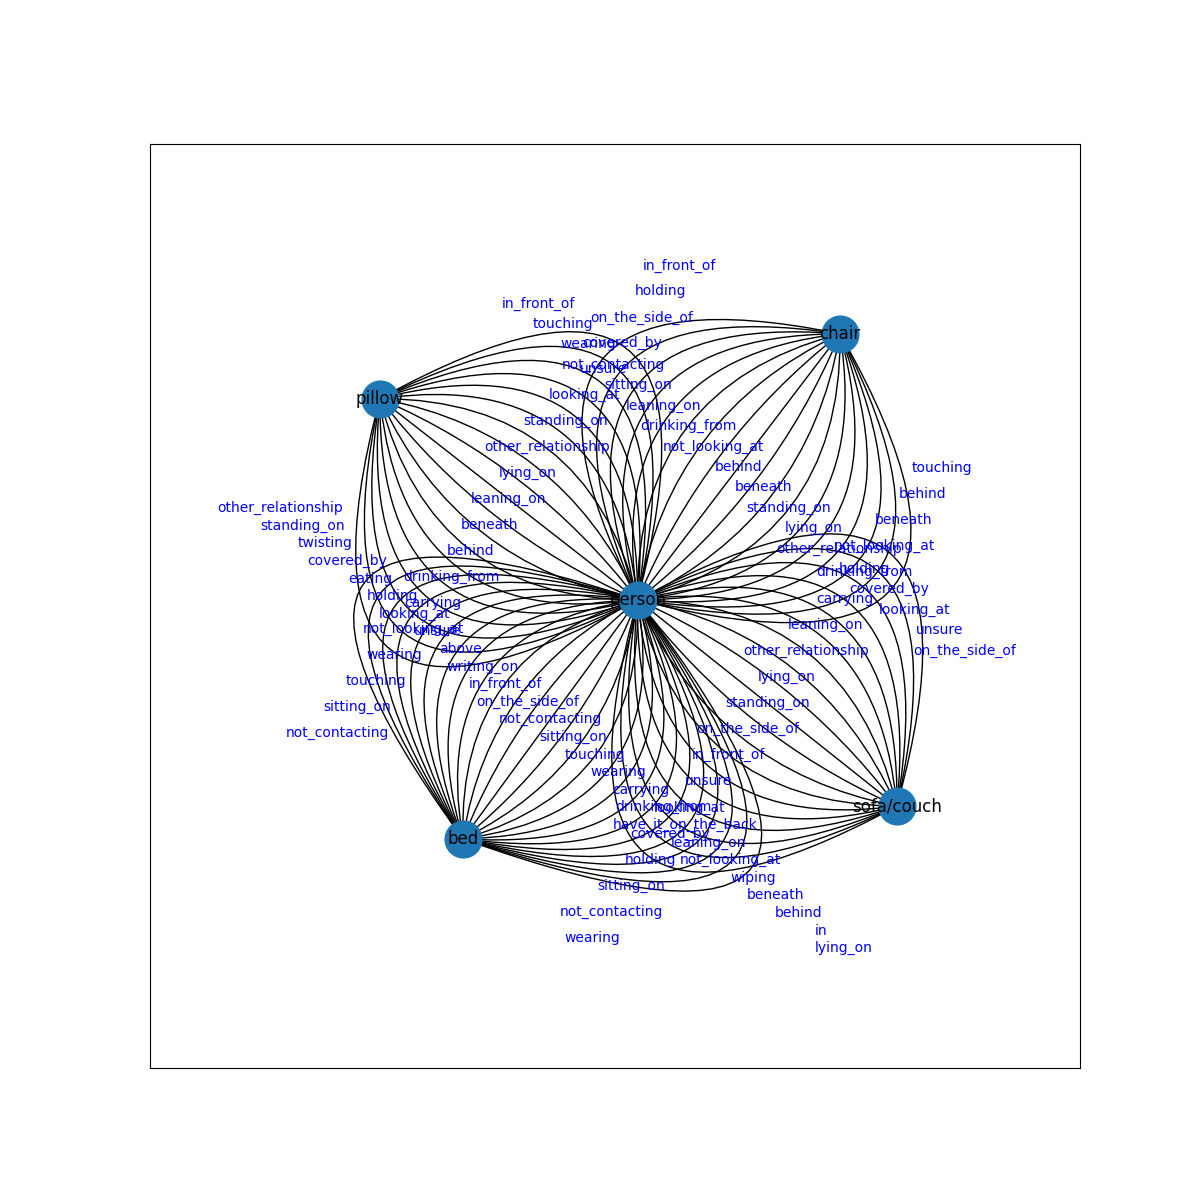 in_front_of
holding
in_front_of
on_the_side_of
touching
chair
wearing
covered_by
not_contacting
unsure
sitting_on
looking_at
pillow
leaning_on
standing_on
drinking_from
other_relationship
not_looking_at
behind
touching
lying_on
beneath
behind
leaning_on
other_relationship
standing_on
beneath
beneath
standing_on
lying_on
twisting
behind
other_relationship
not_looking_at
covered_by
drinking_from
holding
drinking_from
eating
covered_by
holding
carrying
person
carrying
looking_at
looking_at
leaning_on
not_looking_at
unsure
unsure
above
other_relationship
on_the_side_of
wearing
writing_on
lying_on
touching
in_front_of
on_the_side_of
standing_on
sitting_on
not_contacting
on_the_side_of
not_contacting
sitting_on
touching
in_front_of
wearing
unsure
carrying
drinking_from
looking_at
sofa/couch
have_it_on_the_back
covered_by
bed
leaning_on
holding
not_looking_at
wiping
sitting_on
beneath
not_contacting
behind
in
wearing
lying_on